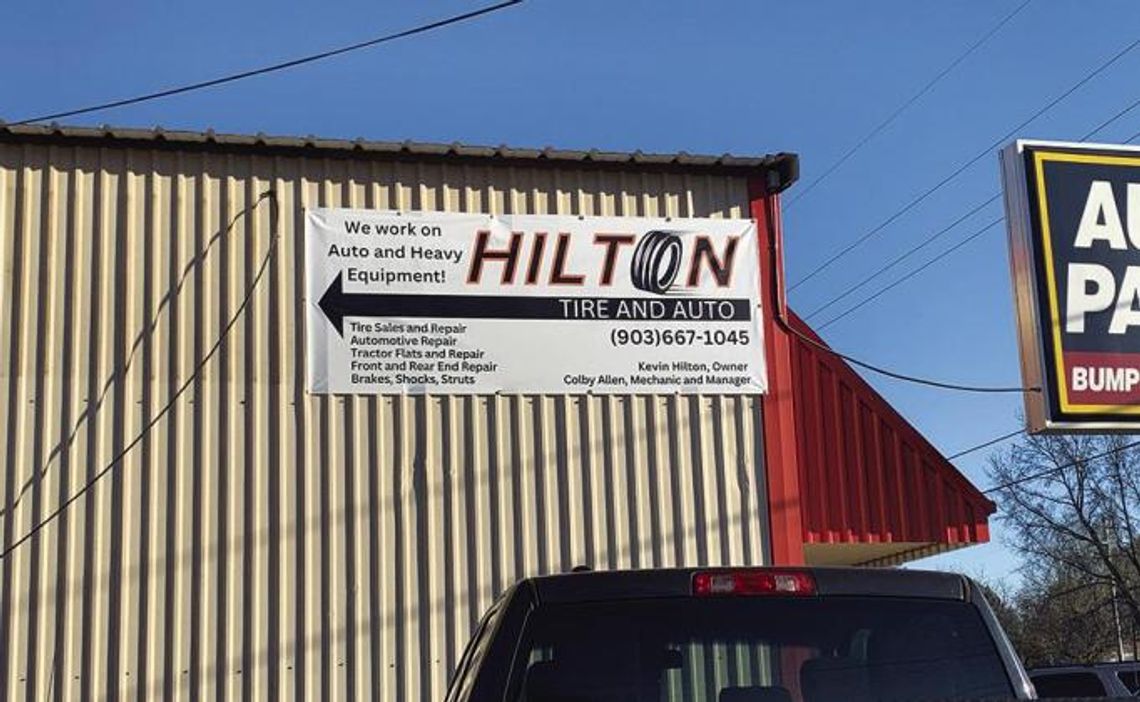 We work on
Auto and Heavy
Equipment!
HILTON
TIRE AND AUTO
(903)667-1045
Tire Sales and Repair
Automotive Repair
Tractor Flats and Repair
Front and Rear End Repair
Brakes, Shocks, Struts
Kevin Hilton, Owner
Colby Allen, Mechanic and Manager
AU
PA
BUMP